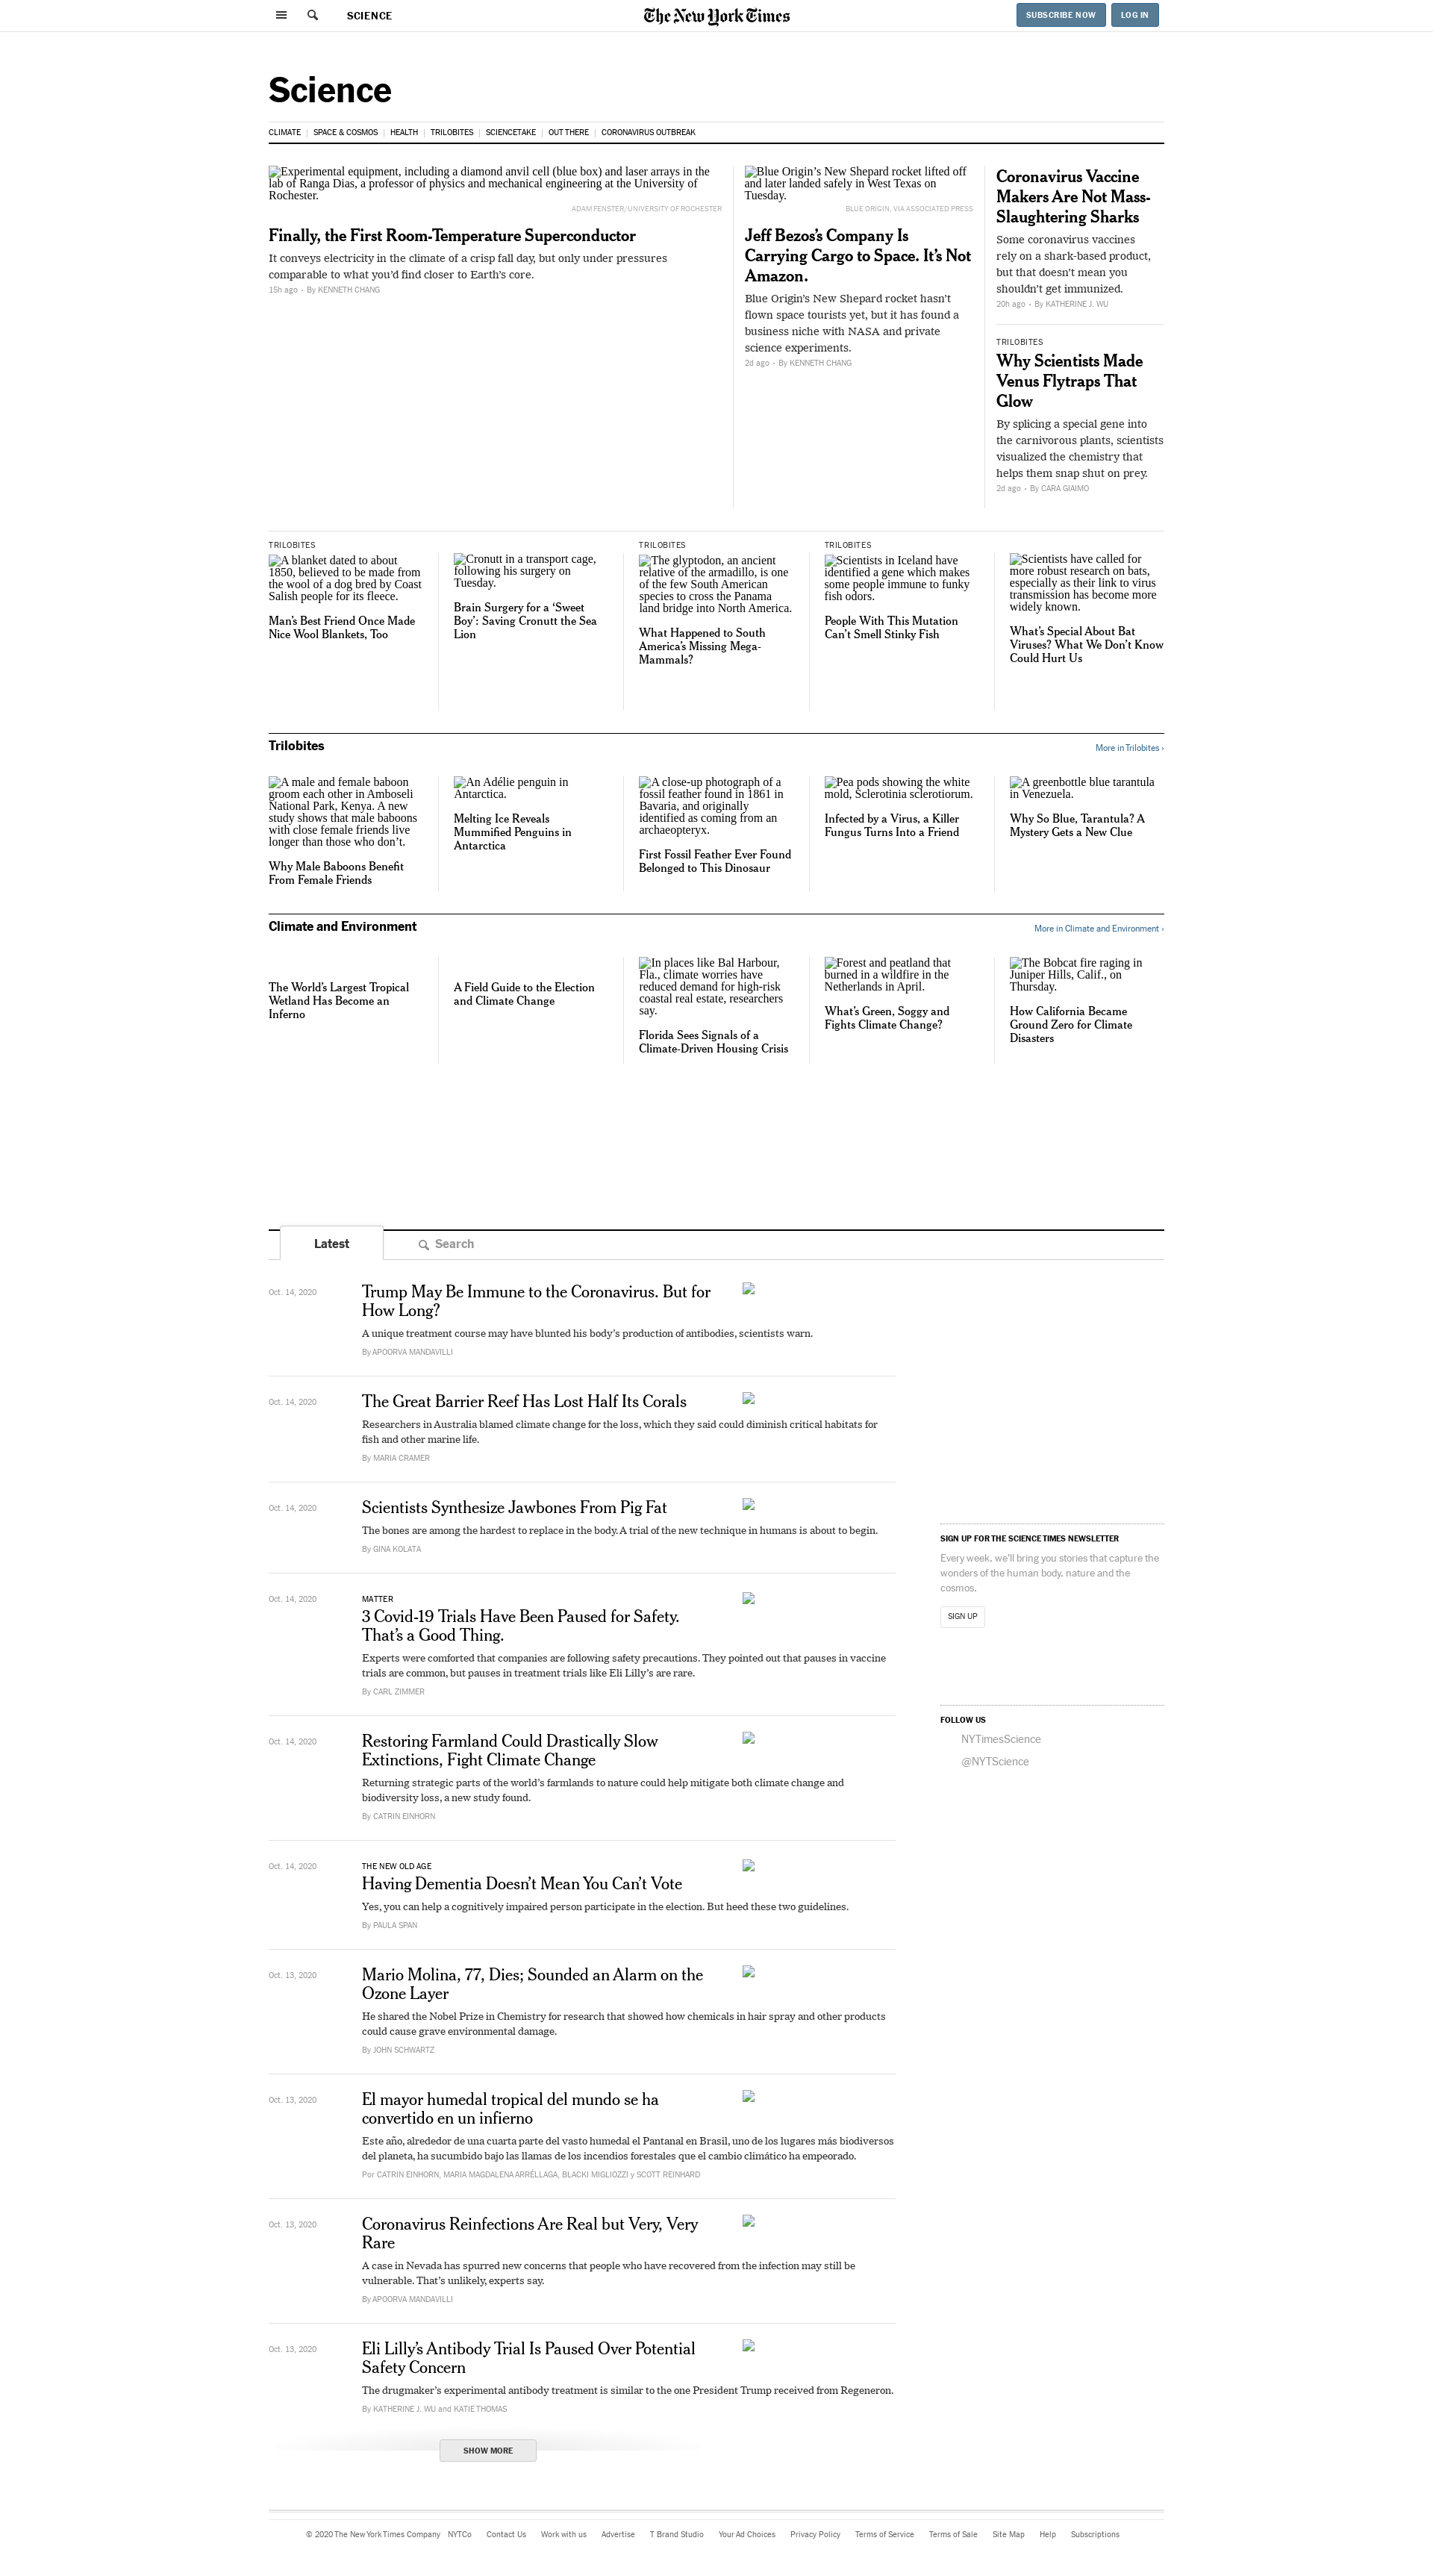 SCIENCE
The New York Times
SUBSCRIBE NOW
LOG IN
Science
CLIMATE
SPACE & COSMOS
HEALTH
TRILOBITES
SCIENCETAKE
OUT THERE
CORONAVIRUS OUTBREAK
Experimental equipment, including a diamond anvil cell (blue box) and laser arrays in the
lab of Ranga Dias, a professor of physics and mechanical engineering at the University of
Rochester.
ADAM FENSTER/UNIVERSITY OF ROCHESTER
Finally, the First Room-Temperature Superconductor
It conveys electricity in the climate of a crisp fall day, but only under pressures
comparable to what you’d find closer to Earth’s core.
15h ago • By KENNETH CHANG
Blue Origin’s New Shepard rocket lifted off
and later landed safely in West Texas on
Tuesday.
BLUE ORIGIN, VIA ASSOCIATED PRESS
Jeff Bezos’s Company Is
Carrying Cargo to Space. It’s Not
Amazon.
Blue Origin’s New Shepard rocket hasn’t
flown space tourists yet, but it has found a
business niche with NASA and private
science experiments.
2d ago • By KENNETH CHANG
Coronavirus Vaccine
Makers Are Not Mass-
Slaughtering Sharks
Some coronavirus vaccines
rely on a shark-based product,
but that doesn’t mean you
shouldn’t get immunized.
20h ago • By KATHERINE J. WU
TRILOBITES
Why Scientists Made
Venus Flytraps That
Glow
By splicing a special gene into
the carnivorous plants, scientists
visualized the chemistry that
helps them snap shut on prey.
2d ago • By CARA GIAIMO
TRILOBITES
A blanket dated to about
1850, believed to be made from
the wool of a dog bred by Coast
Salish people for its fleece.
Man’s Best Friend Once Made
Nice Wool Blankets, Too
Cronutt in a transport cage,
following his surgery on
Tuesday.
Brain Surgery for a ‘Sweet
Boy’: Saving Cronutt the Sea
Lion
TRILOBITES
The glyptodon, an ancient
relative of the armadillo, is one
of the few South American
species to cross the Panama
land bridge into North America.
What Happened to South
America’s Missing Mega-
Mammals?
TRILOBITES
Scientists in Iceland have
identified a gene which makes
some people immune to funky
fish odors.
People With This Mutation
Can’t Smell Stinky Fish
Scientists have called for
more robust research on bats,
especially as their link to virus
transmission has become more
widely known.
What’s Special About Bat
Viruses? What We Don’t Know
Could Hurt Us
Trilobites
More in Trilobites ›
A male and female baboon
groom each other in Amboseli
National Park, Kenya. A new
study shows that male baboons
with close female friends live
longer than those who don’t.
Why Male Baboons Benefit
From Female Friends
An Adélie penguin in
Antarctica.
Melting Ice Reveals
Mummified Penguins in
Antarctica
A close-up photograph of a
fossil feather found in 1861 in
Bavaria, and originally
identified as coming from an
archaeopteryx.
First Fossil Feather Ever Found
Belonged to This Dinosaur
Pea pods showing the white
mold, Sclerotinia sclerotiorum.
Infected by a Virus, a Killer
Fungus Turns Into a Friend
A greenbottle blue tarantula
in Venezuela.
Why So Blue, Tarantula? A
Mystery Gets a New Clue
Climate and Environment
More in Climate and Environment ›
The World’s Largest Tropical
Wetland Has Become an
Inferno
A Field Guide to the Election
and Climate Change
In places like Bal Harbour,
Fla., climate worries have
reduced demand for high-risk
coastal real estate, researchers
say.
Florida Sees Signals of a
Climate-Driven Housing Crisis
Forest and peatland that
burned in a wildfire in the
Netherlands in April.
What’s Green, Soggy and
Fights Climate Change?
The Bobcat fire raging in
Juniper Hills, Calif., on
Thursday.
How California Became
Ground Zero for Climate
Disasters
Latest
Search
Oct. 14, 2020
Trump May Be Immune to the Coronavirus. But for
How Long?
A unique treatment course may have blunted his body’s production of antibodies, scientists warn.
By APOORVA MANDAVILLI
Oct. 14, 2020
The Great Barrier Reef Has Lost Half Its Corals
Researchers in Australia blamed climate change for the loss, which they said could diminish critical habitats for
fish and other marine life.
By MARIA CRAMER
Oct. 14, 2020
Scientists Synthesize Jawbones From Pig Fat
The bones are among the hardest to replace in the body. A trial of the new technique in humans is about to begin.
By GINA KOLATA
Oct. 14, 2020
MATTER
3 Covid-19 Trials Have Been Paused for Safety.
That’s a Good Thing.
Experts were comforted that companies are following safety precautions. They pointed out that pauses in vaccine
trials are common, but pauses in treatment trials like Eli Lilly’s are rare.
By CARL ZIMMER
Oct. 14, 2020
Restoring Farmland Could Drastically Slow
Extinctions, Fight Climate Change
Returning strategic parts of the world’s farmlands to nature could help mitigate both climate change and
biodiversity loss, a new study found.
By CATRIN EINHORN
Oct. 14, 2020
THE NEW OLD AGE
Having Dementia Doesn’t Mean You Can’t Vote
Yes, you can help a cognitively impaired person participate in the election. But heed these two guidelines.
By PAULA SPAN
Oct. 13, 2020
Mario Molina, 77, Dies; Sounded an Alarm on the
Ozone Layer
He shared the Nobel Prize in Chemistry for research that showed how chemicals in hair spray and other products
could cause grave environmental damage.
By JOHN SCHWARTZ
Oct. 13, 2020
El mayor humedal tropical del mundo se ha
convertido en un infierno
Este año, alrededor de una cuarta parte del vasto humedal el Pantanal en Brasil, uno de los lugares más biodiversos
del planeta, ha sucumbido bajo las llamas de los incendios forestales que el cambio climático ha empeorado.
Por CATRIN EINHORN, MARIA MAGDALENA ARRÉLLAGA, BLACKI MIGLIOZZI y SCOTT REINHARD
Oct. 13, 2020
Coronavirus Reinfections Are Real but Very, Very
Rare
A case in Nevada has spurred new concerns that people who have recovered from the infection may still be
vulnerable. That’s unlikely, experts say.
By APOORVA MANDAVILLI
Oct. 13, 2020
Eli Lilly’s Antibody Trial Is Paused Over Potential
Safety Concern
The drugmaker’s experimental antibody treatment is similar to the one President Trump received from Regeneron.
By KATHERINE J. WU and KATIE THOMAS
SHOW MORE
SIGN UP FOR THE SCIENCE TIMES NEWSLETTER
Every week, we’ll bring you stories that capture the
wonders of the human body, nature and the
cosmos.
SIGN UP
FOLLOW US
NYTimesScience
@NYTScience
© 2020 The New York Times Company
NYTCo
Contact Us
Work with us
Advertise
T Brand Studio
Your Ad Choices
Privacy Policy
Terms of Service
Terms of Sale
Site Map
Help
Subscriptions